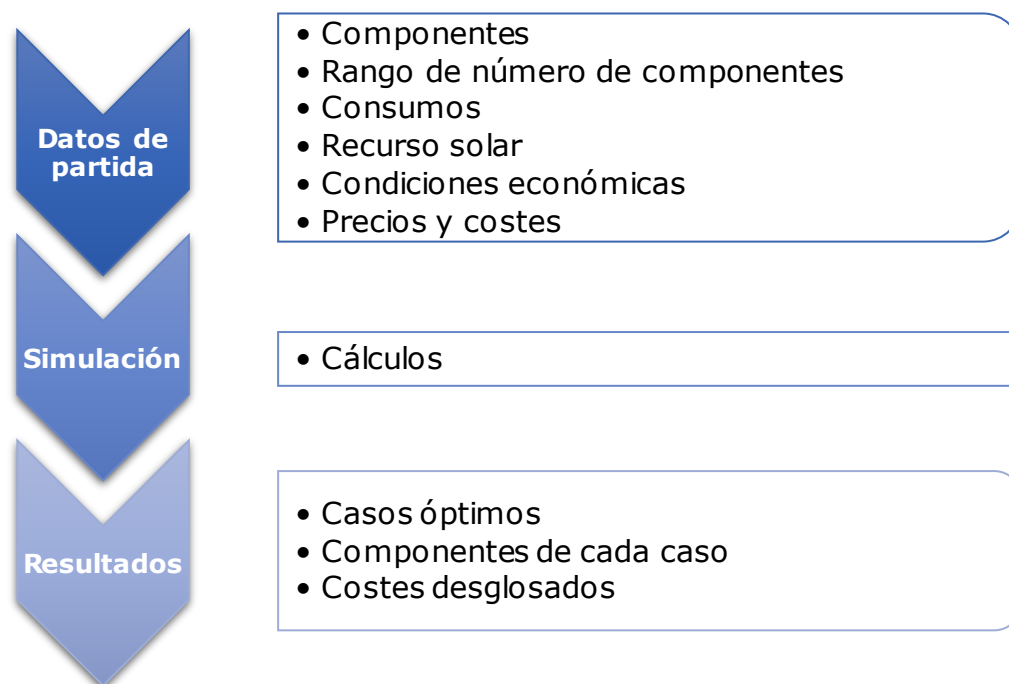 Datos de
partida
• Componentes
• Rango de número de componentes
• Consumos
• Recurso solar
• Condiciones económicas
• Precios y costes
Simulación
• Cálculos
Resultados
• Casos óptimos
• Componentes de cada caso
• Costes desglosados